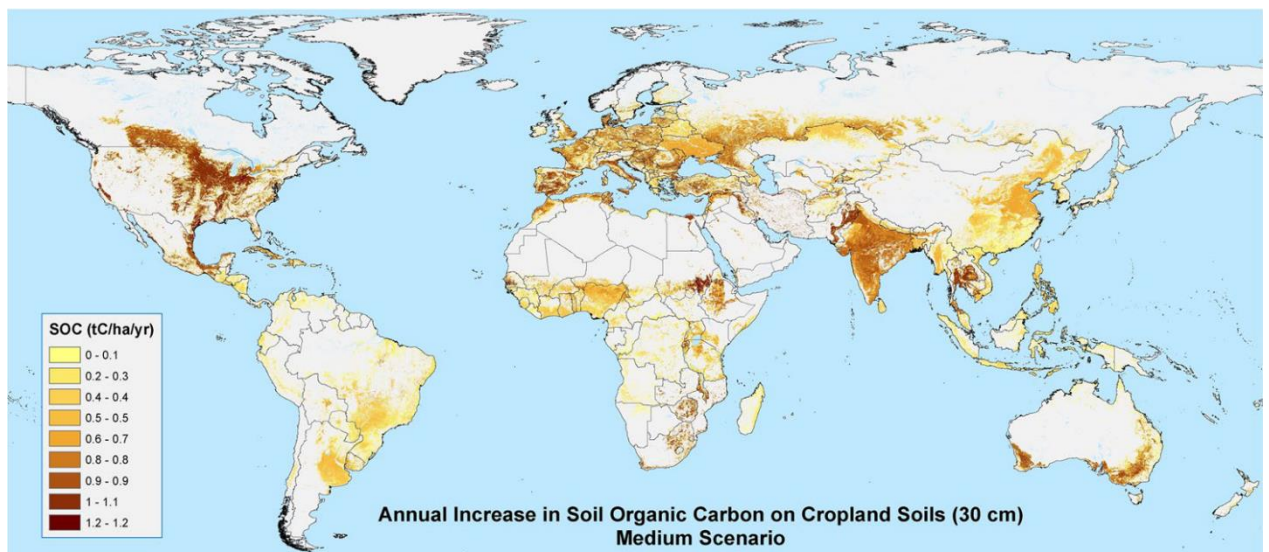 SOC (tC/ha/yr)
0 - 0.1
0.2 - 0.3
0.4 - 0.4
0.5 - 0.5
0.6 - 0.7
0.8 - 0.8
0.9 - 0.9
1 - 1.1
1.2 - 1.2
Annual Increase in Soil Organic Carbon on Cropland Soils (30 cm)
Medium Scenario